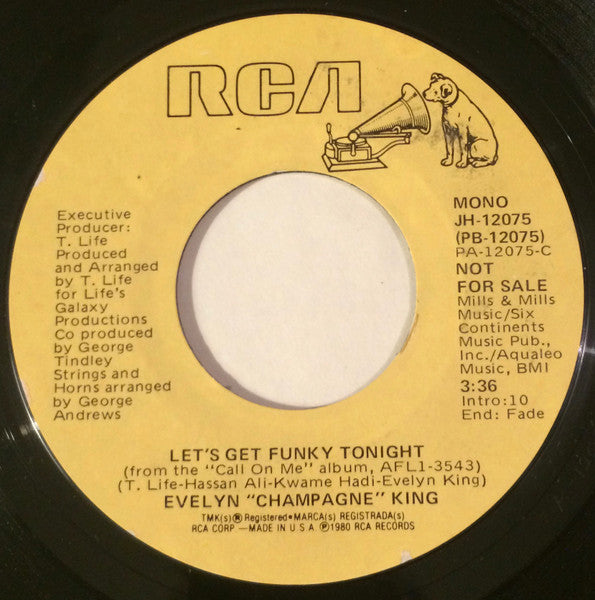 RCA
Executive
Producer:
T. Life
Produced
and Arranged
by T. Life
for Life's
Galaxy
Productions
Co produced
by George
Tindley
Strings and
Horns arranged
by George
Andrews
MONO
JH-12075
(PB-12075)
PA-12075-C
NOT
FOR SALE
Mills & Mills
Music/Six
Continents
Music Pub.,
Inc./Aqualeo
Music, BMI
3:36
Intro:10
End: Fade
LET'S GET FUNKY TONIGHT
(from the "Call On Me" album, AFL1-3543)
(T. Life-Hassan Ali-Kwame Hadi-Evelyn King)
EVELYN "CHAMPAGNE" KING
TMK(s)® Registered•MARCA(s) REGISTRADA(s)
RCA CORP —MADE IN U S A ℗1980 RCA RECORDS